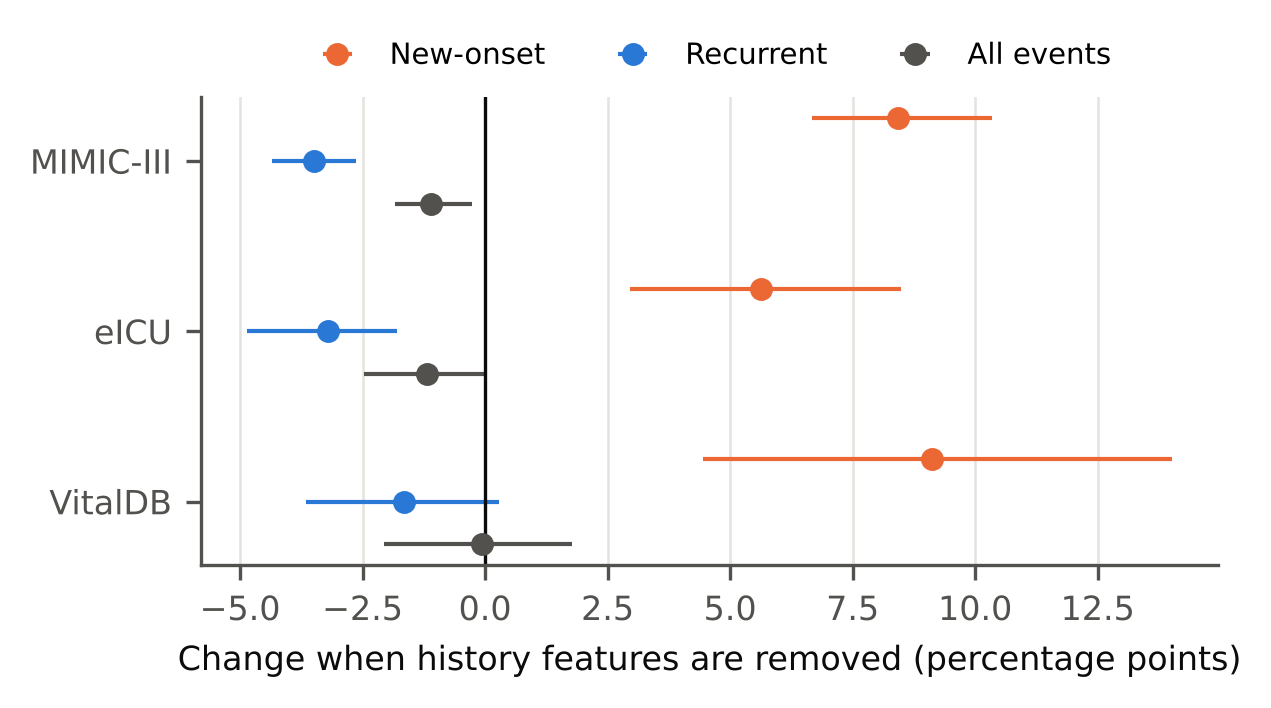 New-onset Recurrent All events
MIMIC-III
eICU
VitalDB
−5.0 −2.5 0.0 2.5 5.0 7.5 10.0 12.5
Change when history features are removed (percentage points)